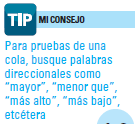 TIP MI CONSEJO
Para pruebas de una
cola, busque palabras
direccionales como
“mayor”, “menor que”,
“más alto”, “más bajo”,
etcétera